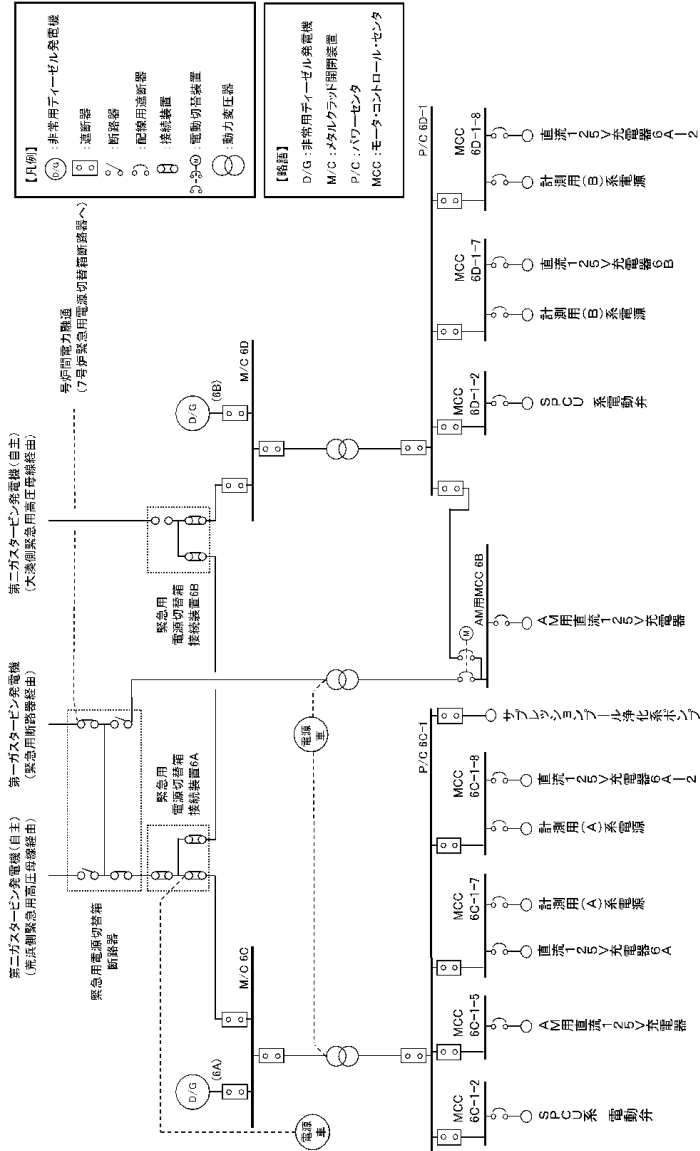 第二ガスタービン発電機(自主)
(荒浜側緊急用高圧母線経由)
第一ガスタービン発電機
(緊急用断路器経由)
第二ガスタービン発電機(自主)
(大湊側緊急用高圧母線経由)
号炉間電力融通
(7号炉緊急用電源切替箱断路器へ)
緊急用電源切替箱
断路器
緊急用
電源切替箱
接続装置6A
緊急用
電源切替箱
接続装置6B
【凡例】
D/G
:非常用ディーゼル発電機
:遮断器
:断路器
:配線用遮断器
:接続装置
M
:電動切替装置
:動力変圧器
【略語】
D/G:非常用ディーゼル発電機
M/C:メタルクラッド開閉装置
P/C:パワーセンタ
MCC:モータ・コントロール・センタ
電源車
D/G
(6A)
M/C 6C
D/G
(6B)
M/C 6D
電源車
M
AM用MCC 6B
AM用直流125V充電器
P/C 6C-1
MCC
6C-1-2
SPCU系 電動弁
MCC
6C-1-5
AM用直流125V充電器
MCC
6C-1-7
直流125V充電器6A
計測用(A)系電源
MCC
6C-1-8
計測用(A)系電源
直流125V充電器6A-2
サプレッションプール浄化系ポンプ
P/C 6D-1
MCC
6D-1-2
SPCU 系電動弁
MCC
6D-1-7
計測用(B)系電源
直流125V充電器6B
MCC
6D-1-8
計測用(B)系電源
直流125V充電器6A-2